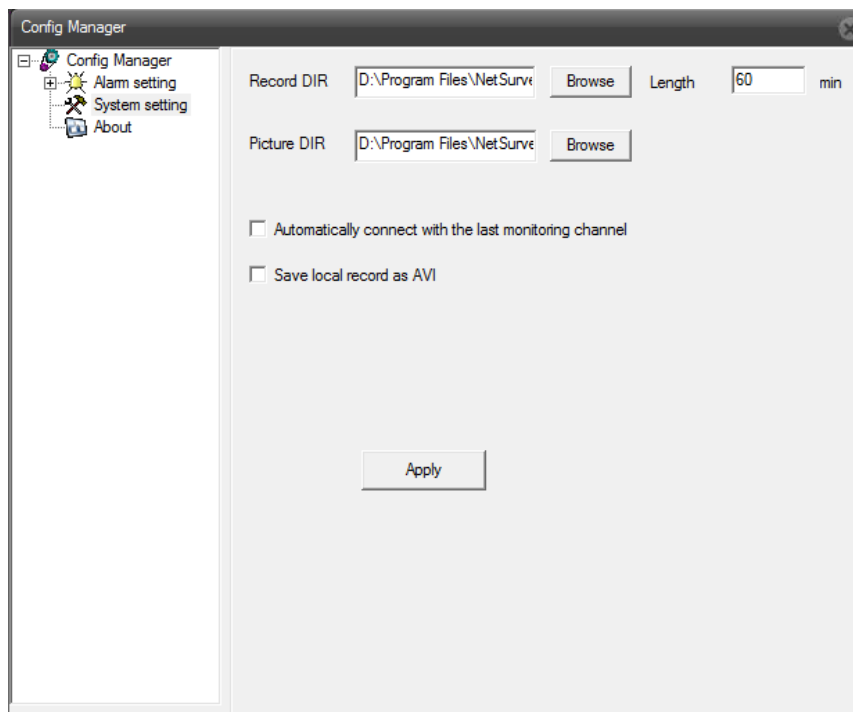 Config Manager
Config Manager
Alarm setting
System setting
About
Record DIR D:\Program Files\NetSurve Browse Length 60 min
Picture DIR D:\Program Files\NetSurve Browse
Automatically connect with the last monitoring channel
Save local record as AVI
Apply